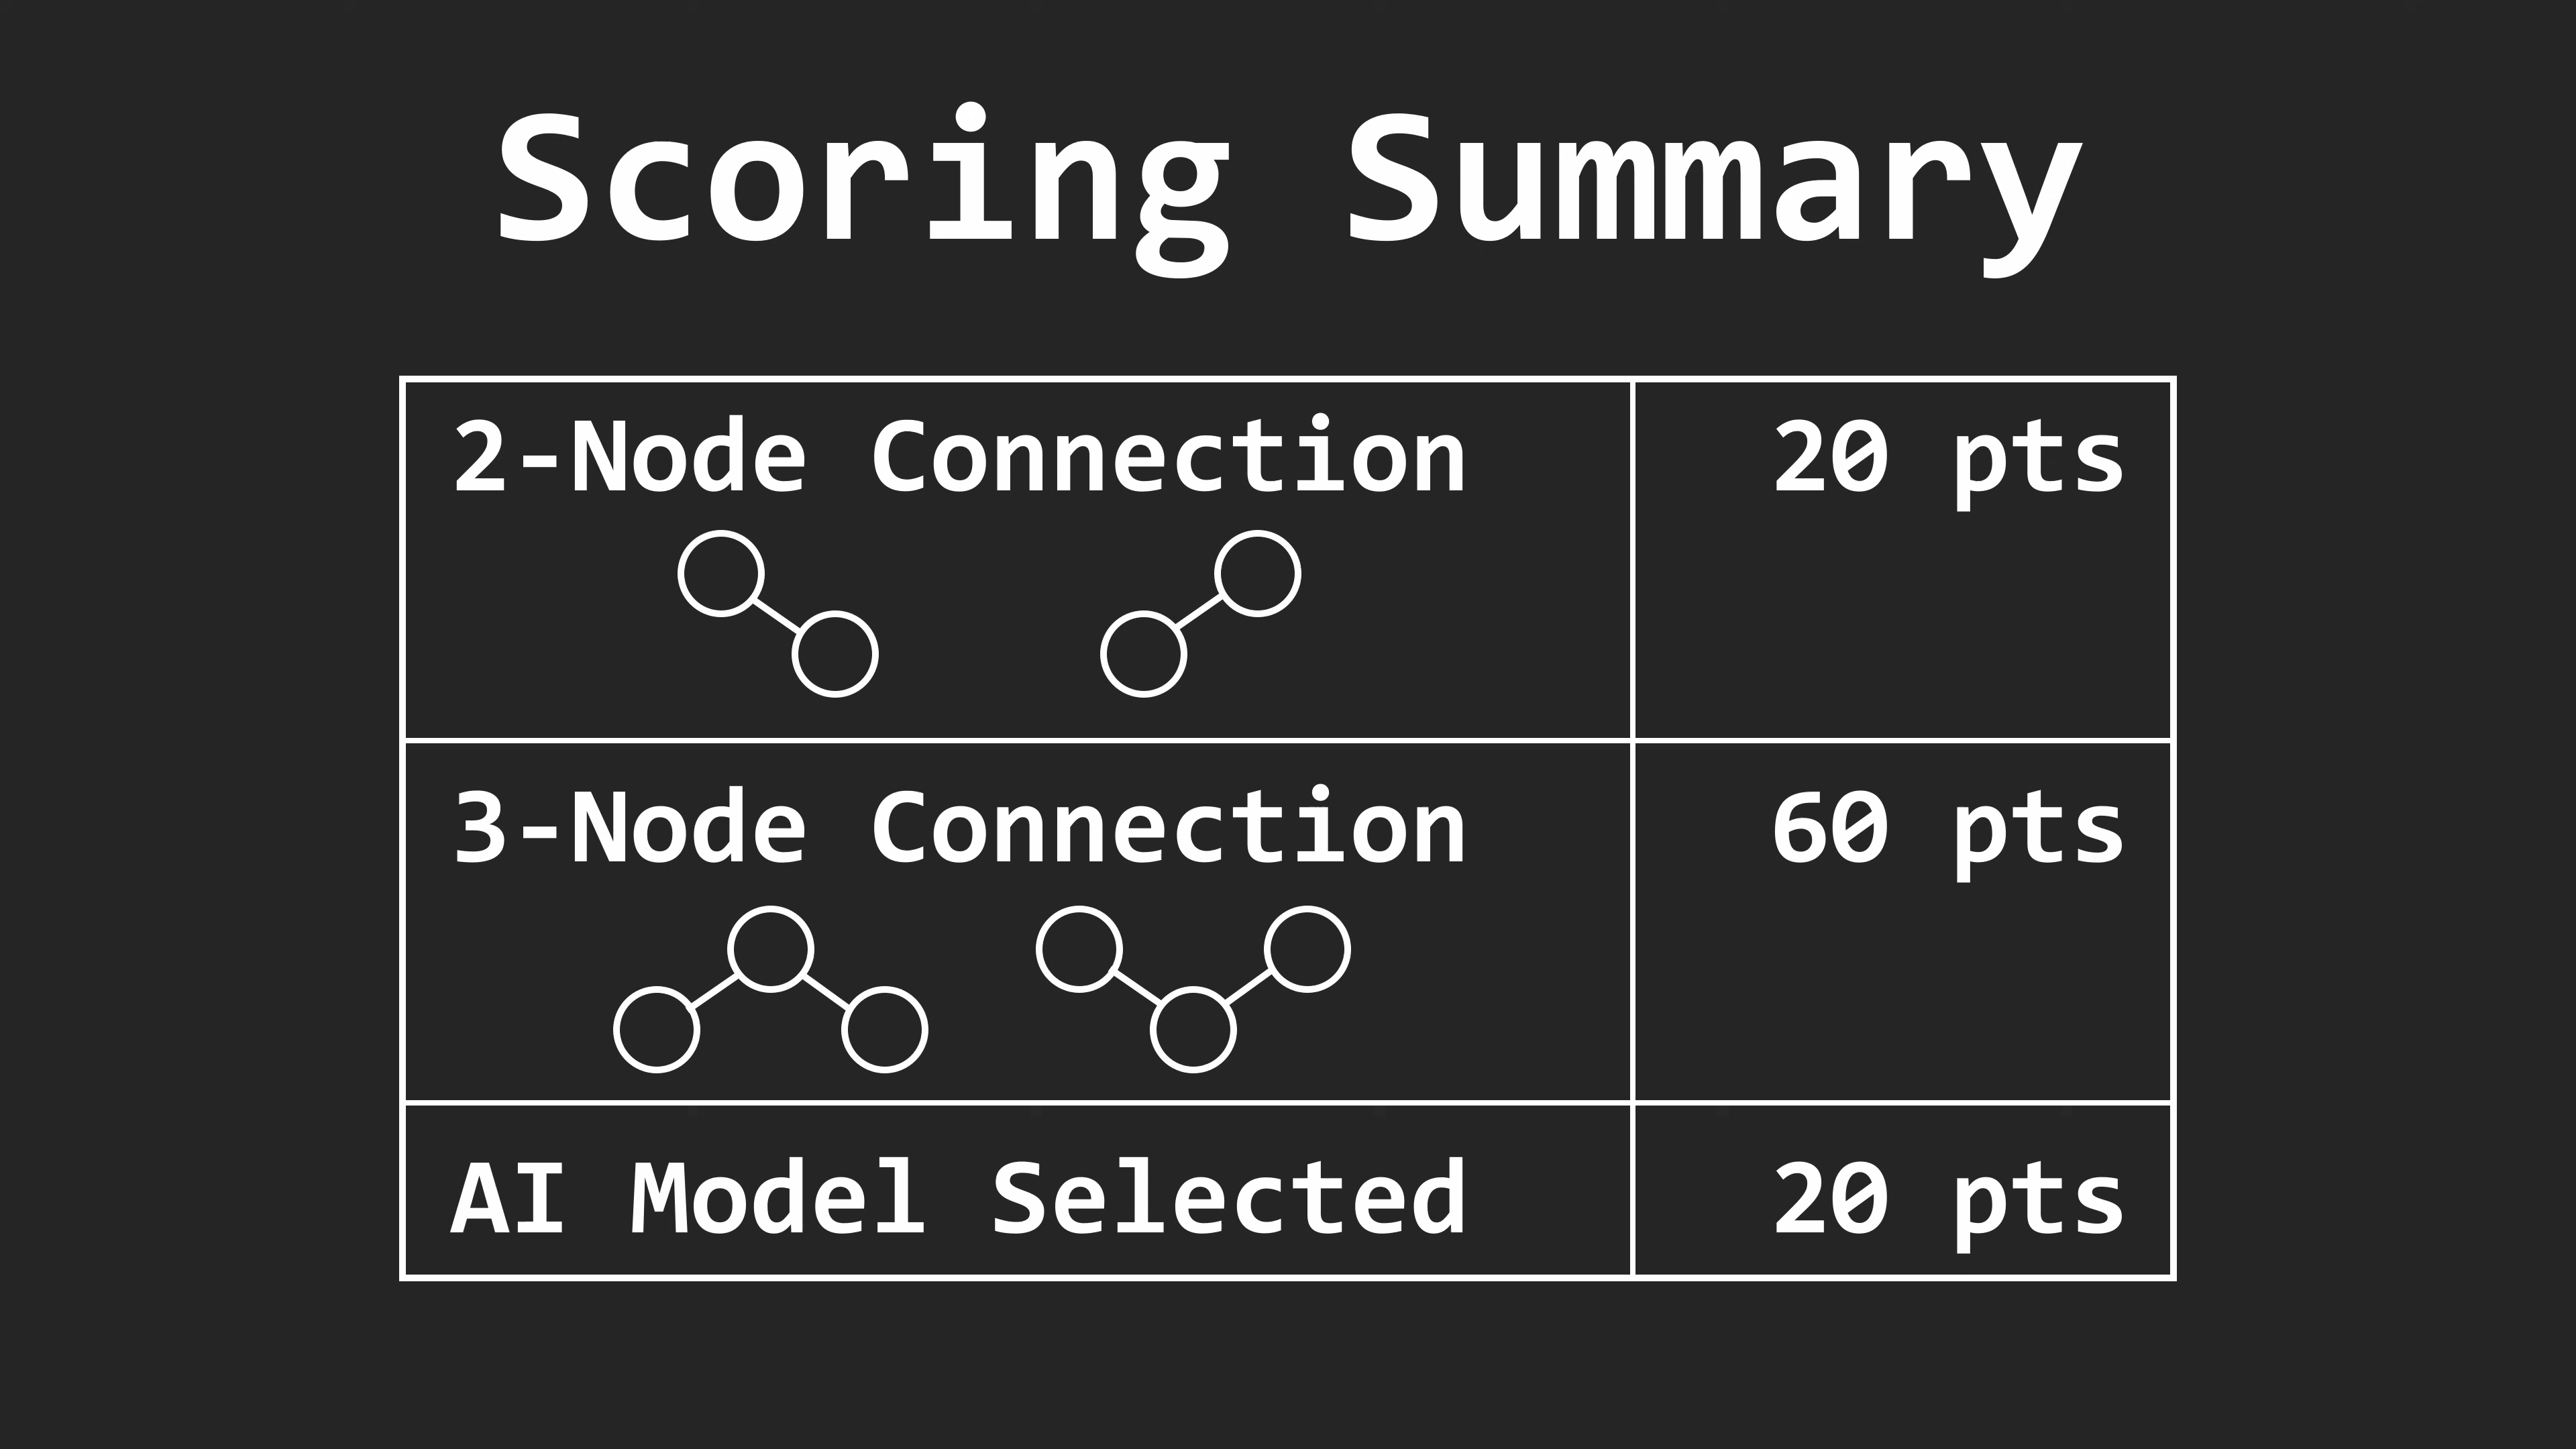 Scoring Summary
2-Node Connection 20 pts
3-Node Connection 60 pts
AI Model Selected 20 pts